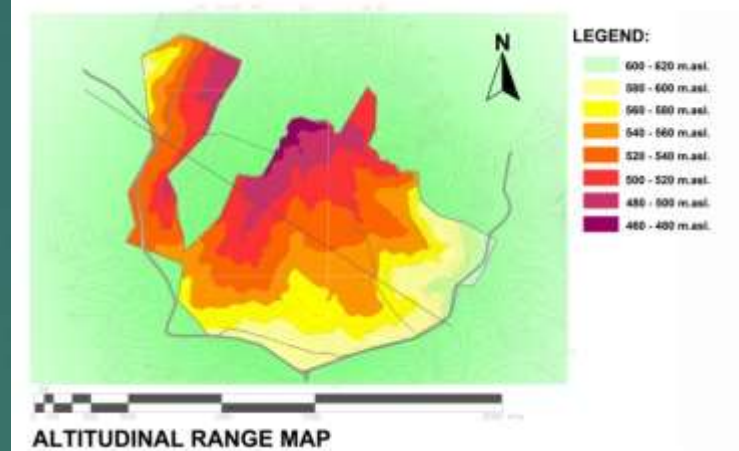 N
LEGEND:
600 - 620 m.asl.
580 - 600 m.asl.
560 - 580 m.asl.
540 - 560 m.asl.
520 - 540 m.asl.
500 - 520 m.asl.
480 - 500 m.asl.
460 - 480 m.asl.
ALTITUDINAL RANGE MAP